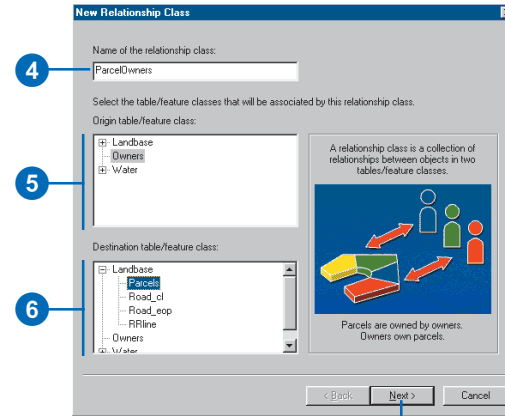 New Relationship Class
Name of the relationship class:
4
ParcelOwners
Select the table/feature classes that will be associated by this relationship class.
Origin table/feature class:
5
Landbase
Owners
Water
A relationship class is a collection of
relationships between objects in two
tables/feature classes.
Destination table/feature class:
6
Landbase
Parcels
Road_cl
Road_eop
RRline
Owners
Water
Parcels are owned by owners.
Owners own parcels.
< Back
Next >
Cancel